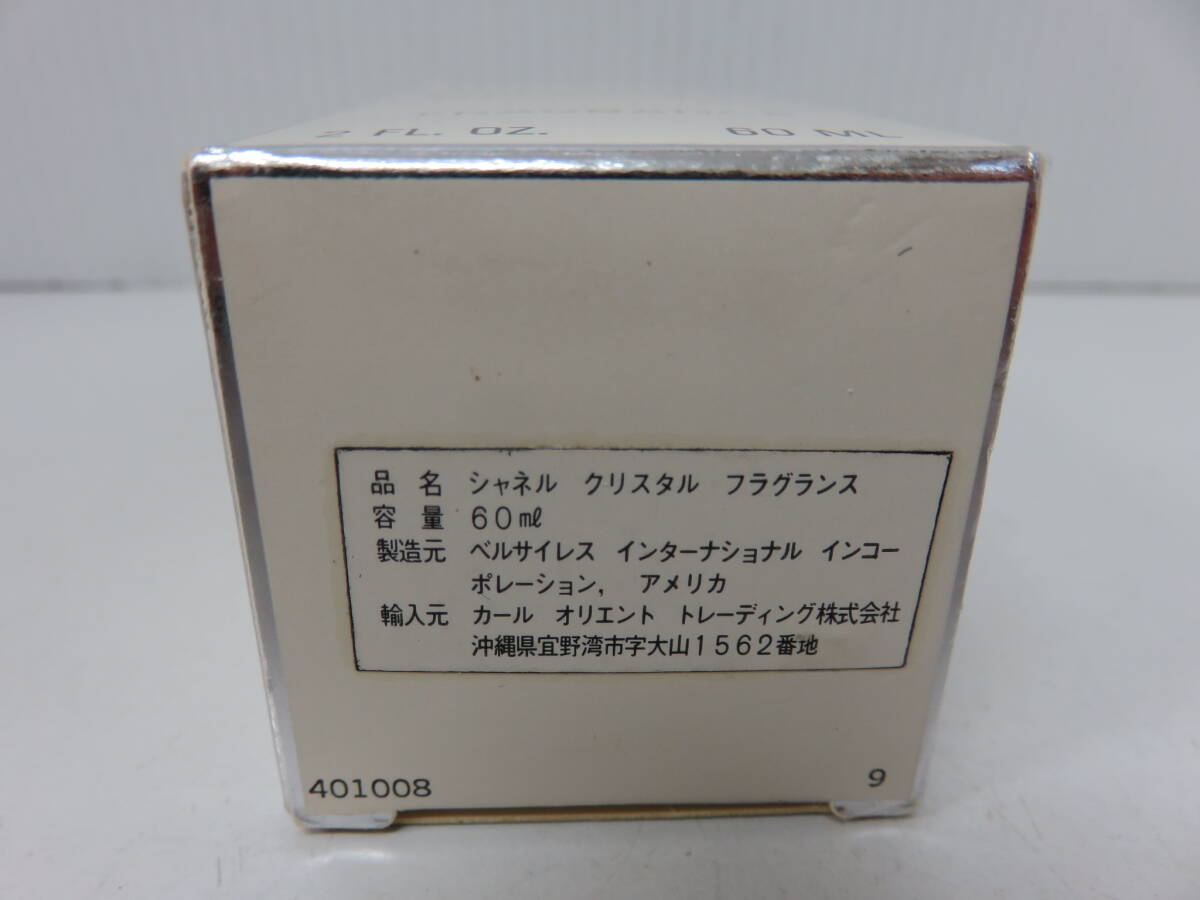 2 FL. OZ. 60 ML
品 名 シャネル クリスタル フラグランス
容 量 60㎖
製造元 ベルサイレス インターナショナル インコー
ポレーション, アメリカ
輸入元 カール オリエント トレーディング株式会社
沖縄県宜野湾市字大山1562番地
401008 9